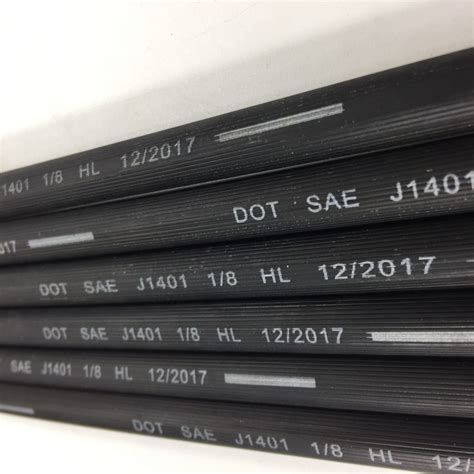 J1401 1/8 HL 12/2017
DOT SAE J1401
DOT SAE J1401 1/8 HL 12/2017
DOT SAE J1401 1/8 HL 12/2017
SAE J1401 1/8 HL 12/2017
DOT SAE J1401 1/8 HL